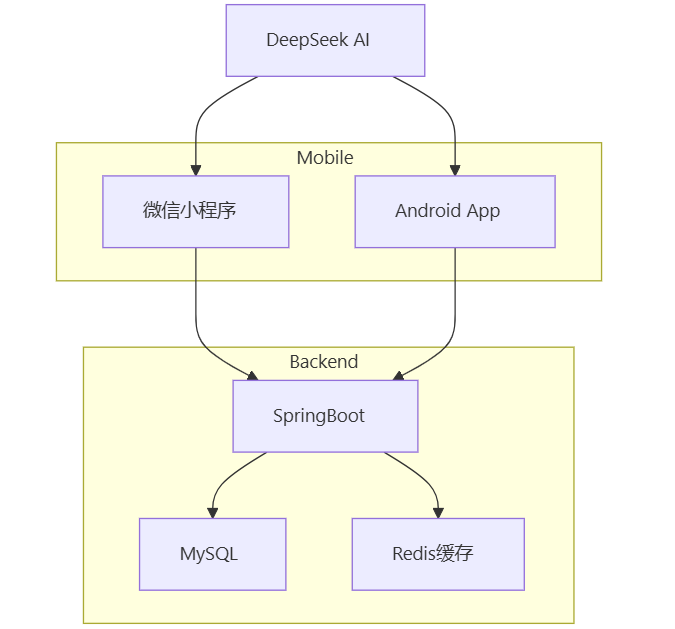 DeepSeek AI
Mobile
微信小程序
Android App
Backend
SpringBoot
MySQL
Redis缓存